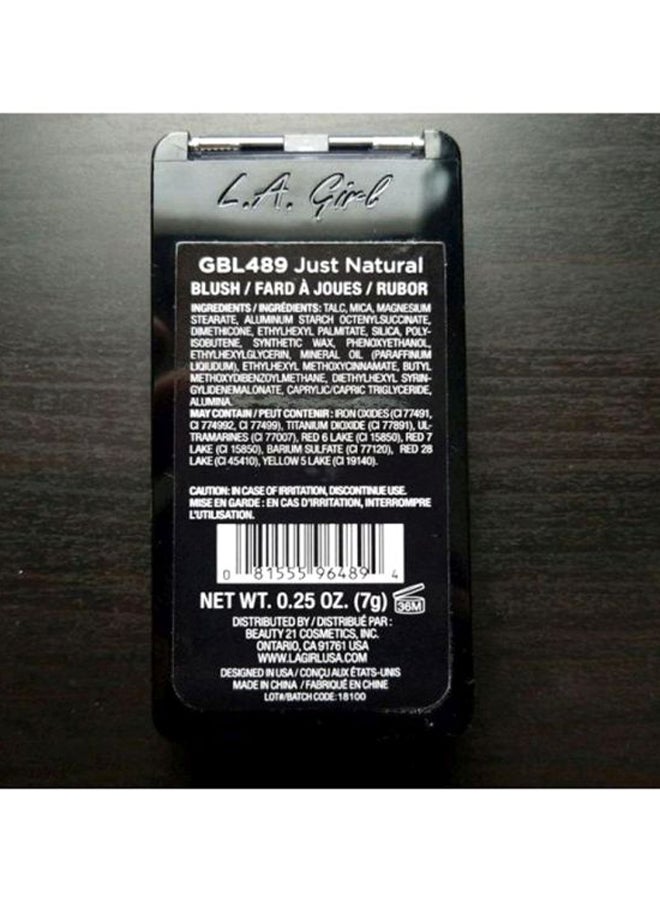 L.A. Girl
GBL489 Just Natural
BLUSH / FARD À JOUES / RUBOR
INGREDIENTS / INGRÉDIENTS: TALC, MICA, MAGNESIUM
STEARATE, ALUMINUM STARCH OCTENYLSUCCINATE,
DIMETHICONE, ETHYLHEXYL PALMITATE, SILICA, POLY-
ISOBUTENE, SYNTHETIC WAX, PHENOXYETHANOL,
ETHYLHEXYLGLYCERIN, MINERAL OIL (PARAFFINUM
LIQIUDUM), ETHYLHEXYL METHOXYCINNAMATE, BUTYL
METHOXYDIBENZOYLMETHANE, DIETHYLHEXYL SYRIN-
GYLIDENEMALONATE, CAPRYLIC/CAPRIC TRIGLYCERIDE,
ALUMINA.
MAY CONTAIN / PEUT CONTENIR : IRON OXIDES (CI 77491,
CI 774992, CI 77499), TITANIUM DIOXIDE (CI 77891), UL-
TRAMARINES (CI 77007), RED 6 LAKE (CI 15850), RED 7
LAKE (CI 15850), BARIUM SULFATE (CI 77120), RED 28
LAKE (CI 45410), YELLOW 5 LAKE (CI 19140).
CAUTION: IN CASE OF IRRITATION, DISCONTINUE USE.
MISE EN GARDE : EN CAS D'IRRITATION, INTERROMPRE
L'UTILISATION.
0 81555 96489 4
NET WT. 0.25 OZ. (7g) 36M
DISTRIBUTED BY / DISTRIBUÉ PAR :
BEAUTY 21 COSMETICS, INC.
ONTARIO, CA 91761 USA
WWW.LAGIRLUSA.COM
DESIGNED IN USA / CONÇU AUX ÉTATS-UNIS
MADE IN CHINA / FABRIQUÉ EN CHINE
LOT#/BATCH CODE: 18100